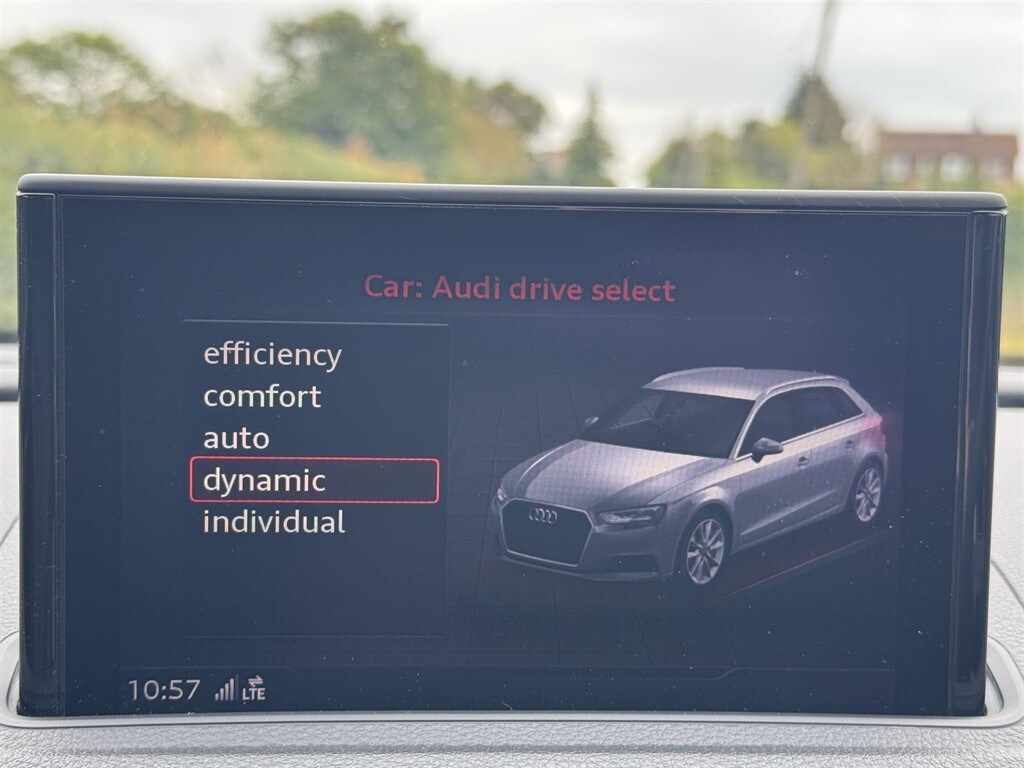 Car: Audi drive select
efficiency
comfort
auto
dynamic
individual
10:57 LTE